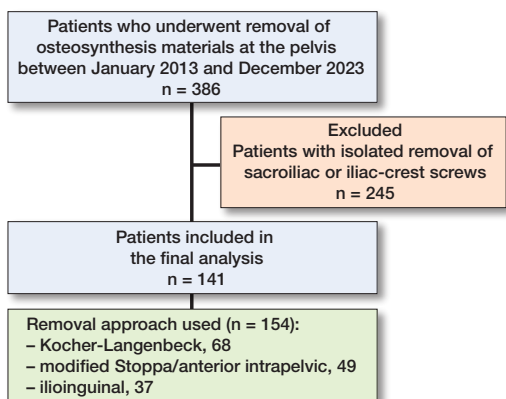 Patients who underwent removal of
osteosynthesis materials at the pelvis
between January 2013 and December 2023
n = 386
Excluded
Patients with isolated removal of
sacroiliac or iliac-crest screws
n = 245
Patients included in
the final analysis
n = 141
Removal approach used (n = 154):
– Kocher-Langenbeck, 68
– modified Stoppa/anterior intrapelvic, 49
– ilioinguinal, 37